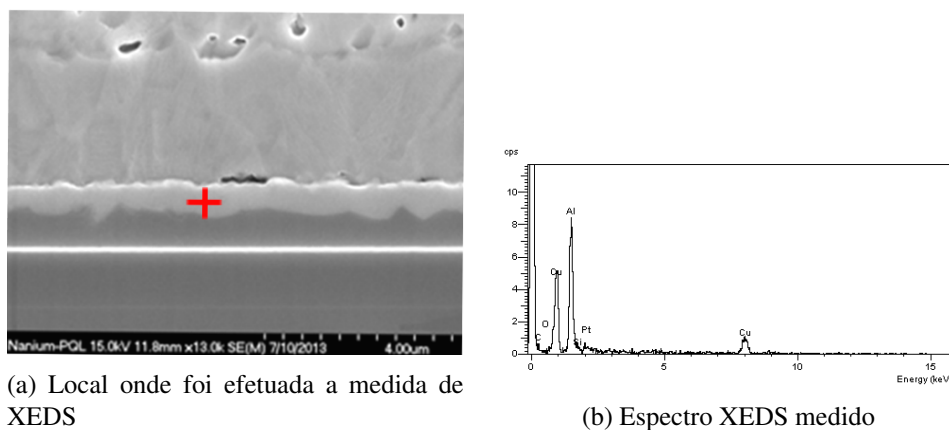 Nanium-PQL 15.0kV 11.8mm x13.0k SE(M) 7/10/2013 4.00um
(a) Local onde foi efetuada a medida de
XEDS
cps
10
8
6
4
2
0
C
O
Cu
Al
Pt
Cu
0
5
10
15
Energy (keV
(b) Espectro XEDS medido